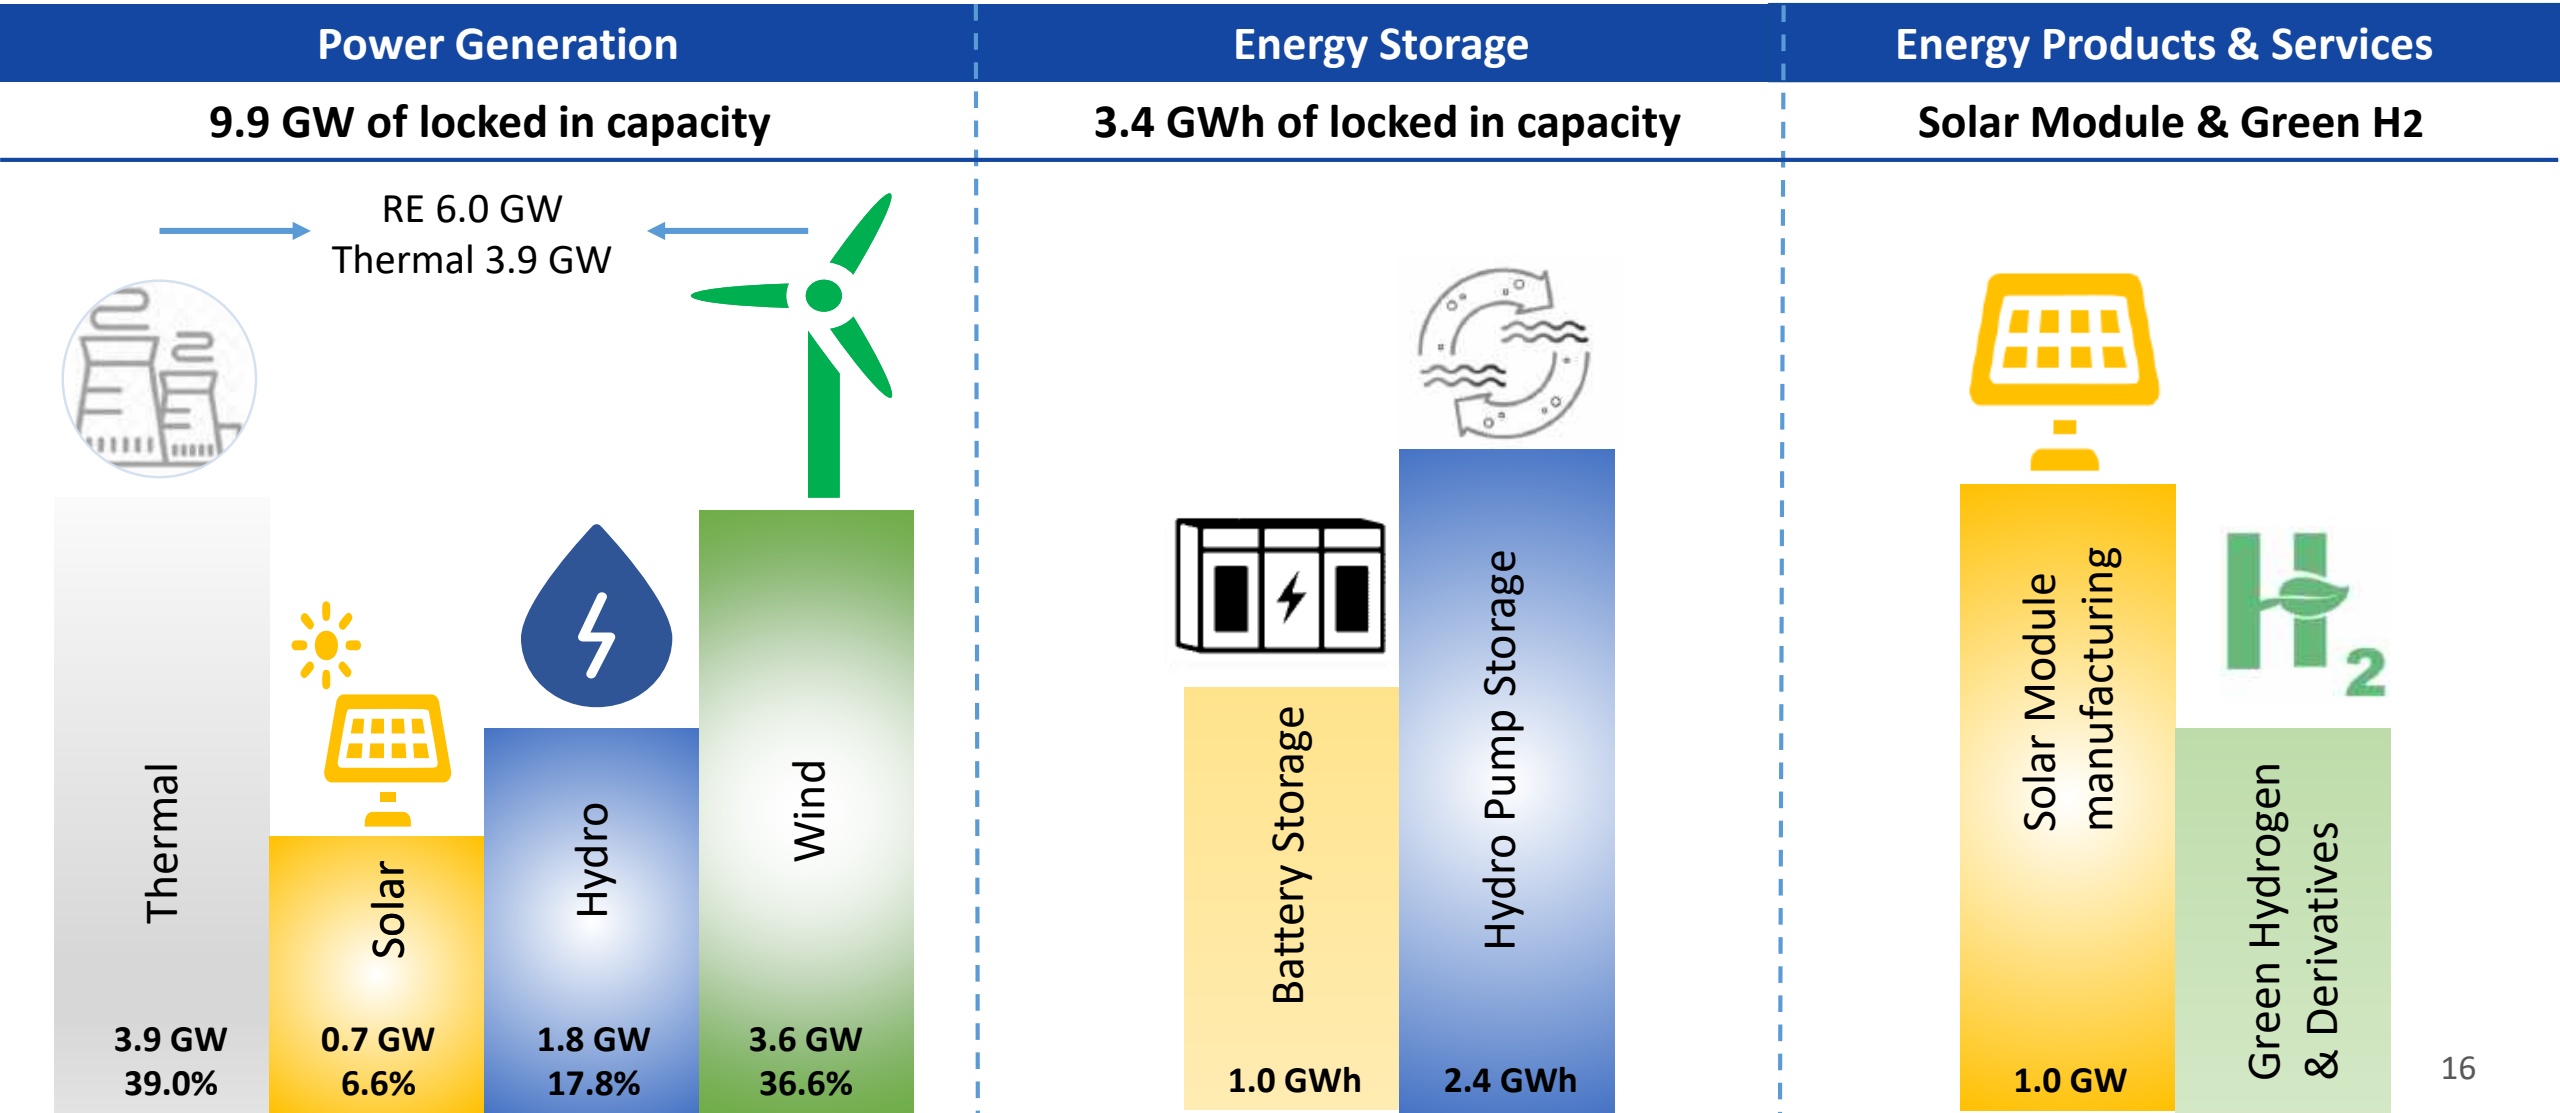 Power Generation
Energy Storage
Energy Products & Services
9.9 GW of locked in capacity
3.4 GWh of locked in capacity
Solar Module & Green H2
RE 6.0 GW
Thermal 3.9 GW
Thermal
3.9 GW
39.0%
Solar
0.7 GW
6.6%
Hydro
1.8 GW
17.8%
Wind
3.6 GW
36.6%
Battery Storage
1.0 GWh
Hydro Pump Storage
2.4 GWh
Solar Module
manufacturing
1.0 GW
H2
Green Hydrogen
& Derivatives
16